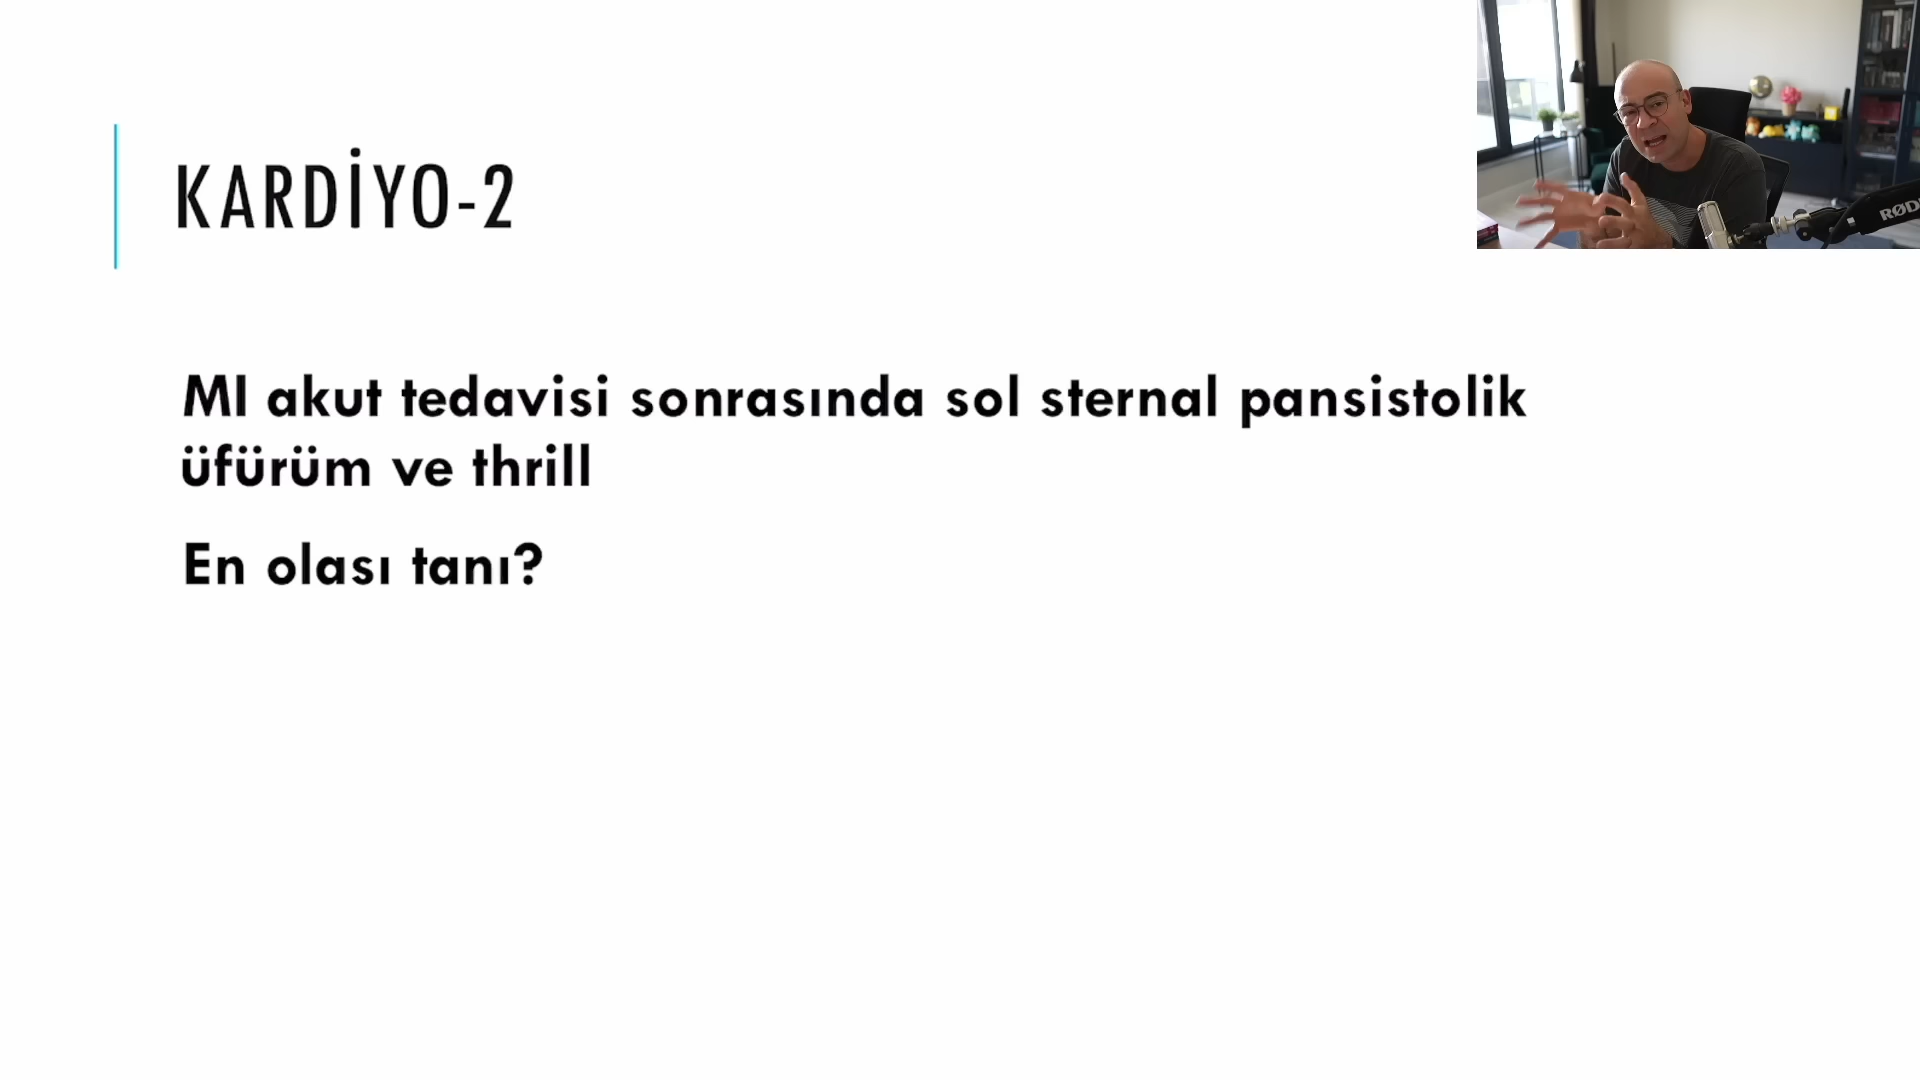 KARDİYO-2
MI akut tedavisi sonrasında sol sternal pansistolik
üfürüm ve thrill
En olası tanı?